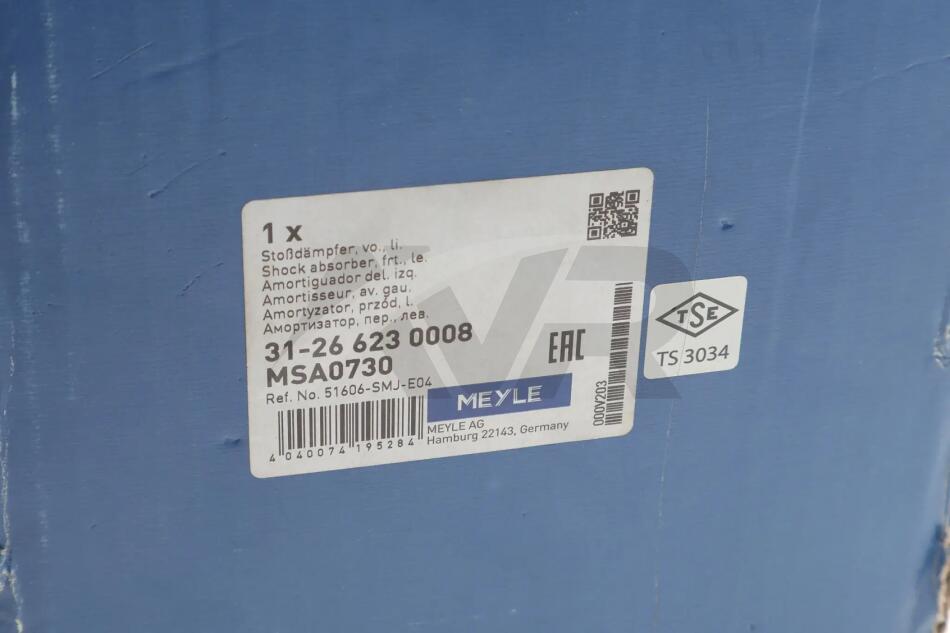 1 x
Stoßdämpfer, vo., li.
Shock absorber, frt., le.
Amortiguador del. izq.
Amortisseur, av. gau.
Amortyzator, przód, l.
Амортизатор, пер., лев.
31-26 623 0008
MSA0730
Ref. No. 51606-SMJ-E04
EAC
MEYLE
MEYLE AG
Hamburg 22143, Germany
4 040074 195284
000V203
TSE
TS 3034
VR